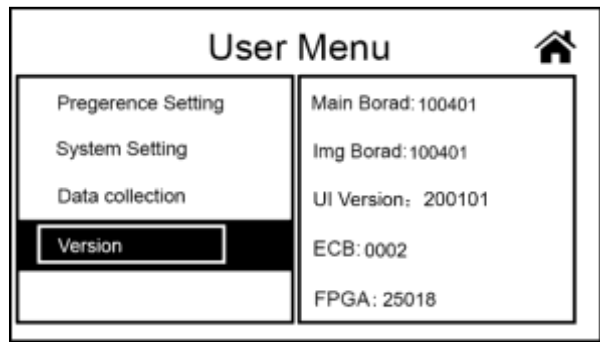 User Menu
Pregerence Setting
System Setting
Data collection
Version
Main Borad: 100401
Img Borad: 100401
UI Version： 200101
ECB: 0002
FPGA: 25018